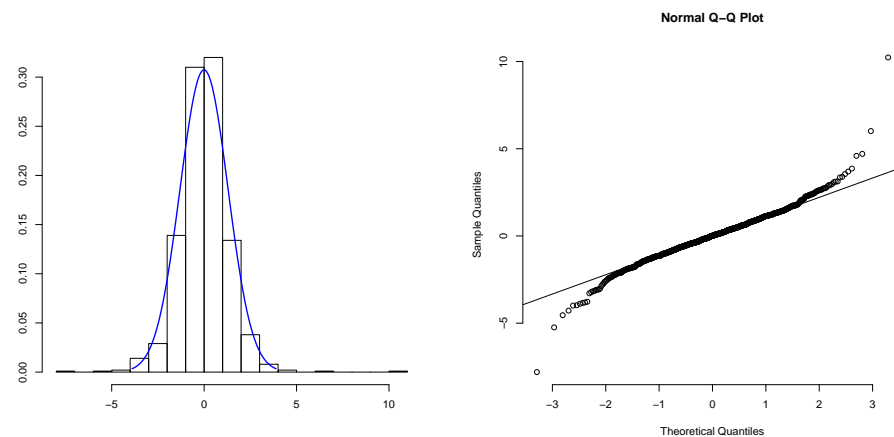 0.00 0.05 0.10 0.15 0.20 0.25 0.30
−5 0 5 10
Normal Q−Q Plot
Sample Quantiles
−5 0 5 10
−3 −2 −1 0 1 2 3
Theoretical Quantiles